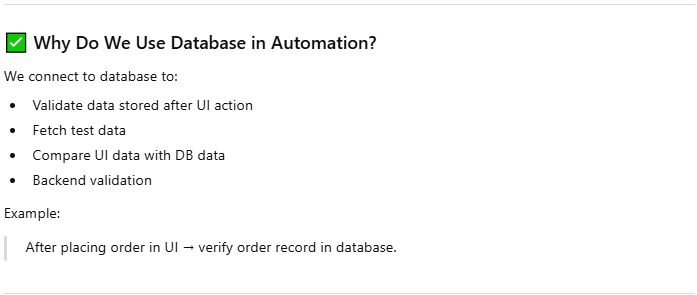 ✅ Why Do We Use Database in Automation?
We connect to database to:
• Validate data stored after UI action
• Fetch test data
• Compare UI data with DB data
• Backend validation
Example:
After placing order in UI → verify order record in database.